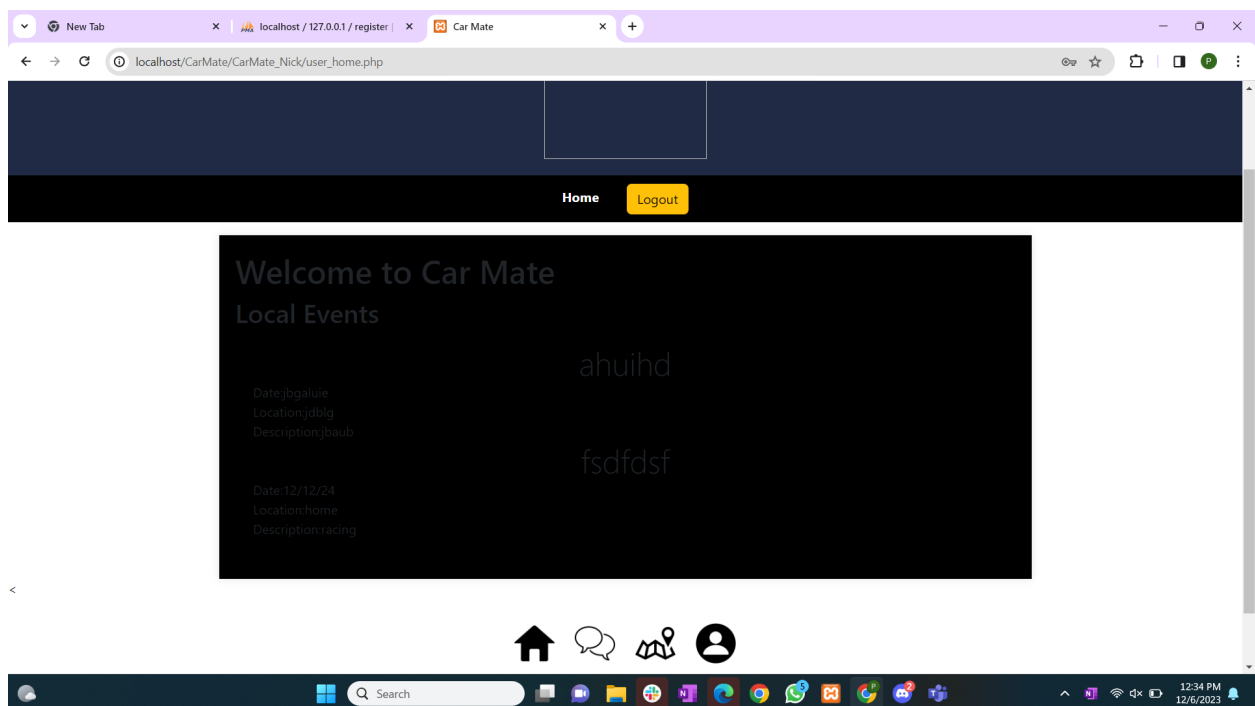 New Tab
localhost / 127.0.0.1 / register |
Car Mate
localhost/CarMate/CarMate_Nick/user_home.php
P
Home
Logout
Welcome to Car Mate
Local Events
ahuihd
Date:jbgaluie
Location:jdblg
Description:jbaub
fsdfdsf
Date:12/12/24
Location:home
Description:racing
<
Search
5
P
2
12:34 PM
12/6/2023